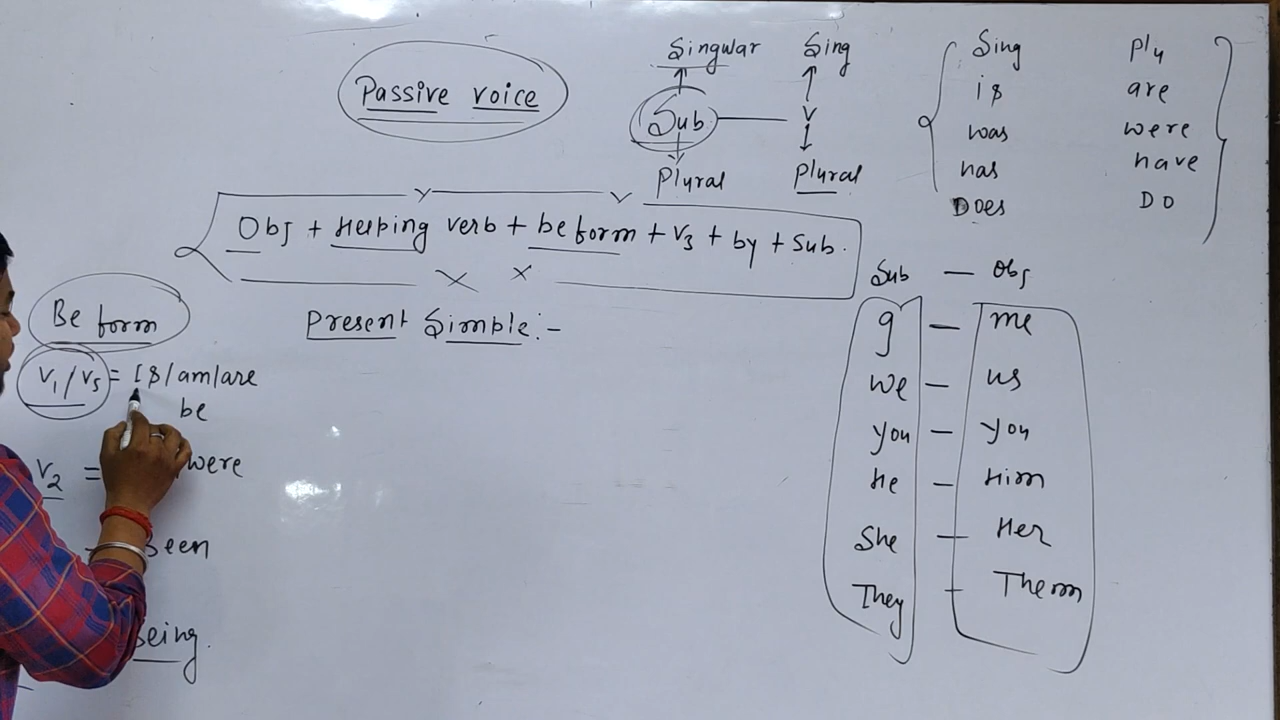 Passive voice
Singular Sing
Sub V
Plural Plural
Sing Plu
is are
was were
has have
Does Do
Obj + Helping verb + be form + V3 + by + Sub.
Be form
V1/V5 = Is/am/are
be
V2 = were
Been
Being.
Present Simple :-
Sub — Obj
I — me
We — us
You — You
He — Him
She — Her
They — Them